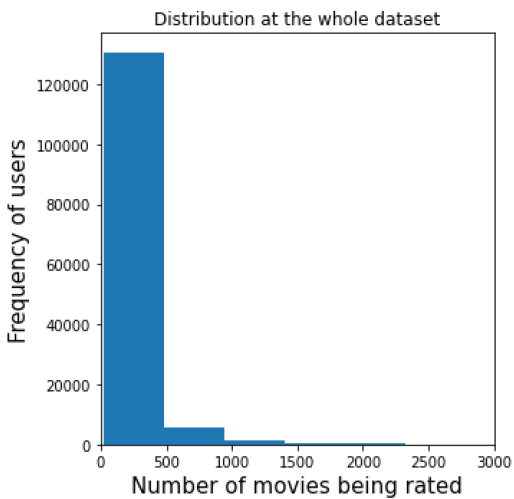 Distribution at the whole dataset
120000
100000
80000
60000
40000
20000
0
Frequency of users
0 500 1000 1500 2000 2500 3000
Number of movies being rated